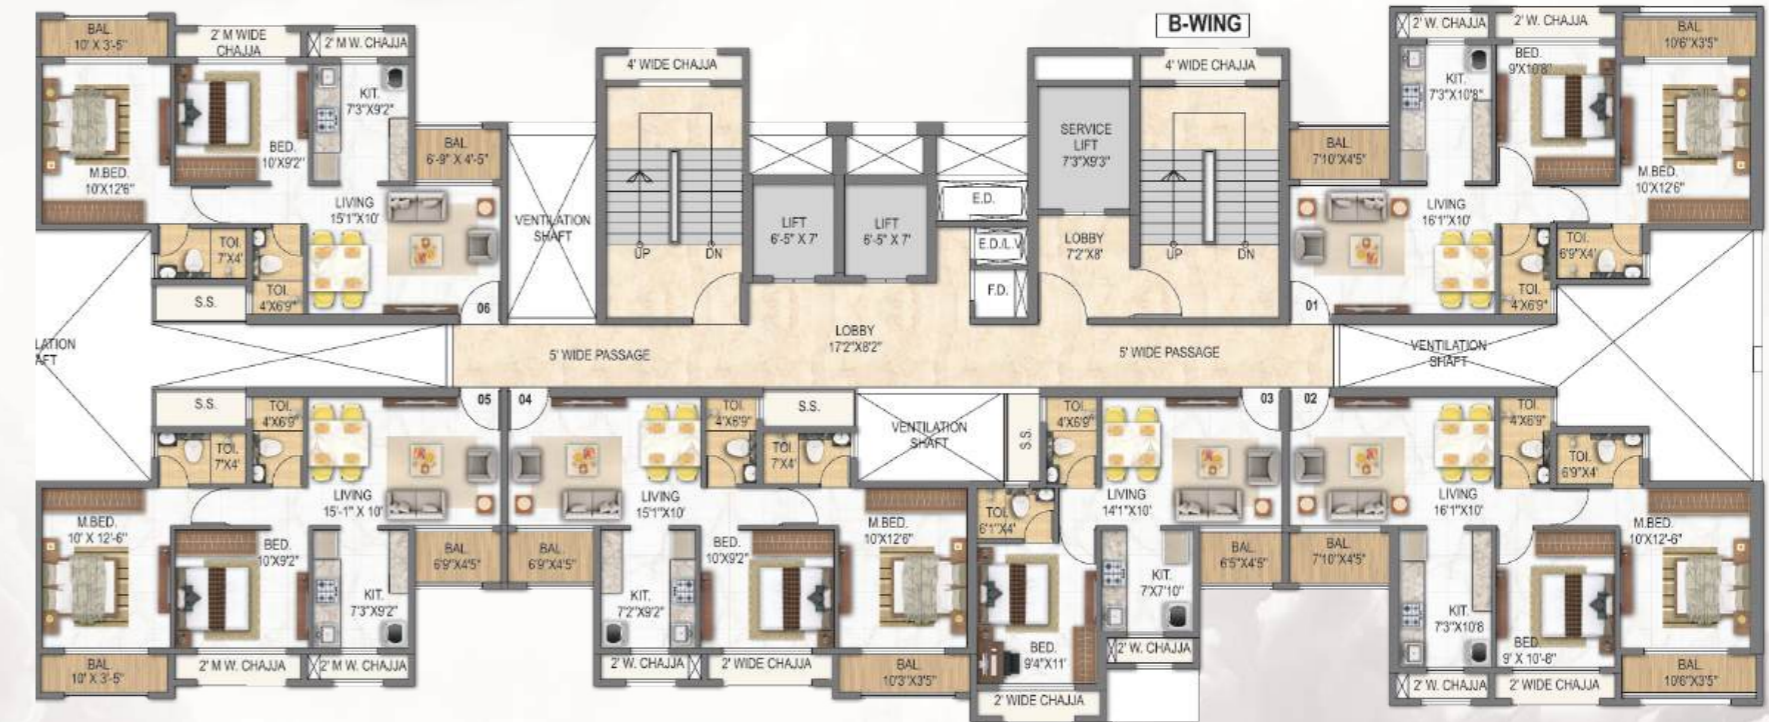 B-WING
BAL.
10' X 3'-5"
2' M WIDE
CHAJJA
2' M W. CHAJJA
KIT.
7'3"X9'2"
BED.
10'X9'2"
M.BED.
10'X12'6"
BAL.
6'-9" X 4'-5"
LIVING
15'1"X10'
TOI.
7'X4'
TOI.
4'X6'9"
S.S.
06
VENTILATION
SHAFT
4' WIDE CHAJJA
UP
DN
LIFT
6'-5" X 7'
LIFT
6'-5" X 7'
E.D.
E.D./L.V
F.D.
SERVICE
LIFT
7'3"X9'3"
LOBBY
7'2"X8'
4' WIDE CHAJJA
UP
DN
2' W. CHAJJA
2' W. CHAJJA
BAL.
10'6"X3'5"
KIT.
7'3"X10'8"
BED.
9'X10'8"
M.BED.
10'X12'6"
BAL.
7'10"X4'5"
LIVING
16'1"X10'
TOI.
6'9"X4'
TOI.
4'X6'9"
01
LATION
AFT
5' WIDE PASSAGE
LOBBY
17'2"X8'2"
5' WIDE PASSAGE
VENTILATION
SHAFT
S.S.
TOI.
4'X6'9"
TOI.
7'X4'
05
LIVING
15'-1" X 10'
M.BED.
10' X 12'-6"
BED.
10'X9'2"
KIT.
7'3"X9'2"
BAL.
6'9"X4'5"
BAL.
10' X 3'-5"
2' M W. CHAJJA
2' M W. CHAJJA
04
TOI.
4'X6'9"
S.S.
TOI.
7'X4'
LIVING
15'1"X10'
BAL.
6'9"X4'5"
KIT.
7'2"X9'2"
BED.
10'X9'2"
M.BED.
10'X12'6"
2' W. CHAJJA
2' WIDE CHAJJA
BAL.
10'3"X3'5"
VENTILATION
SHAFT
S.S.
TOI.
4'X6'9"
03
LIVING
14'1"X10'
TOI.
6'1"X4'
KIT.
7'X7'10"
BAL.
6'5"X4'5"
BED.
9'4"X11'
2' W. CHAJJA
2' WIDE CHAJJA
02
TOI.
4'X6'9"
TOI.
6'9"X4'
LIVING
16'1"X10'
BAL.
7'10"X4'5"
M.BED.
10'X12'-6"
KIT.
7'3"X10'8
BED.
9' X 10'-8"
2' W. CHAJJA
2' WIDE CHAJJA
BAL.
10'6"X3'5"